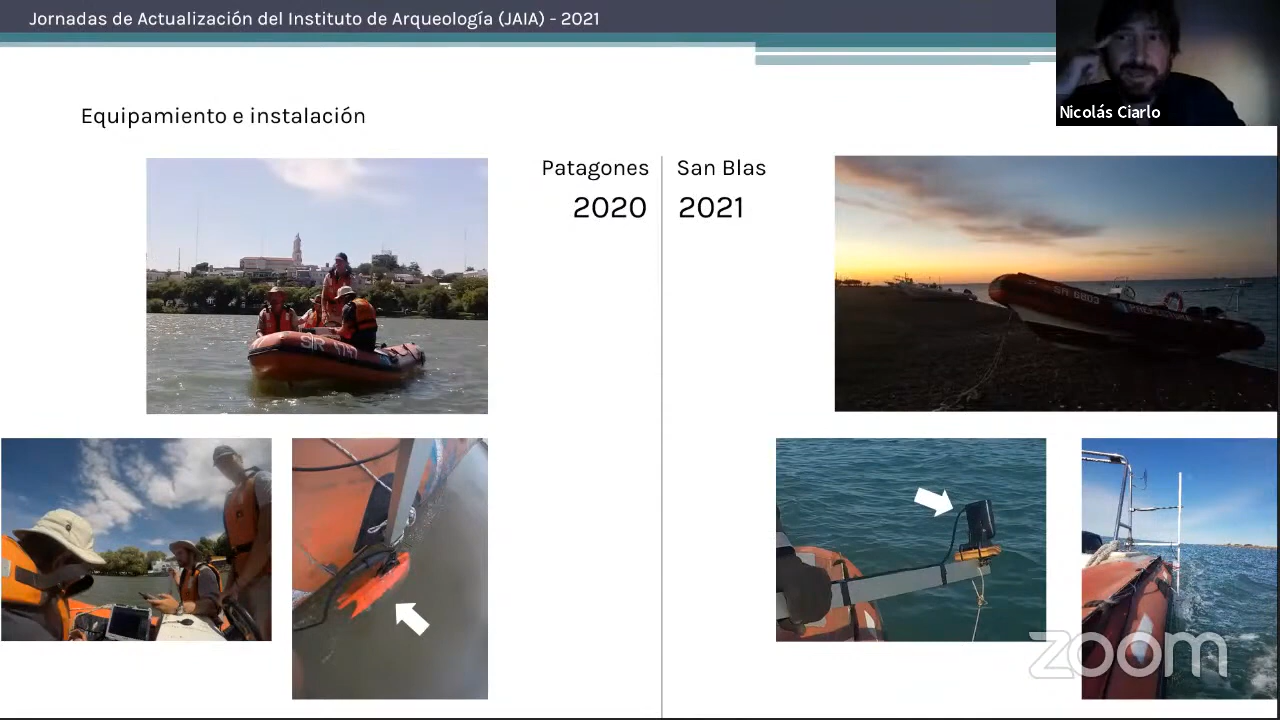 Jornadas de Actualización del Instituto de Arqueología (JAIA) - 2021
Nicolás Ciarlo
Equipamiento e instalación
Patagones
2020
San Blas
2021
SR
zoom